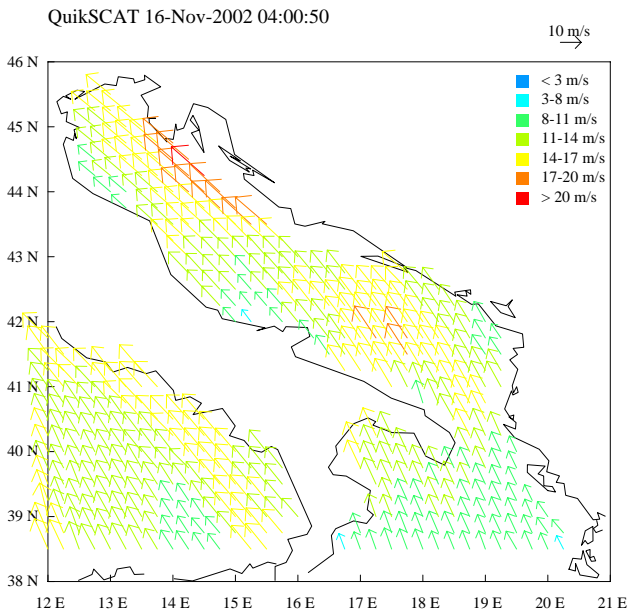 QuikSCAT 16-Nov-2002 04:00:50
10 m/s
46 N
45 N
44 N
43 N
42 N
41 N
40 N
39 N
38 N
< 3 m/s
3-8 m/s
8-11 m/s
11-14 m/s
14-17 m/s
17-20 m/s
> 20 m/s
12 E 13 E 14 E 15 E 16 E 17 E 18 E 19 E 20 E 21 E